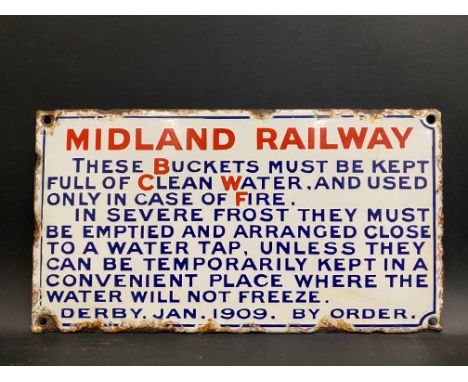 MIDLAND RAILWAY
THESE BUCKETS MUST BE KEPT
FULL OF CLEAN WATER, AND USED
ONLY IN CASE OF FIRE.
IN SEVERE FROST THEY MUST
BE EMPTIED AND ARRANGED CLOSE
TO A WATER TAP, UNLESS THEY
CAN BE TEMPORARILY KEPT IN A
CONVENIENT PLACE WHERE THE
WATER WILL NOT FREEZE.
DERBY, JAN. 1909. BY ORDER.